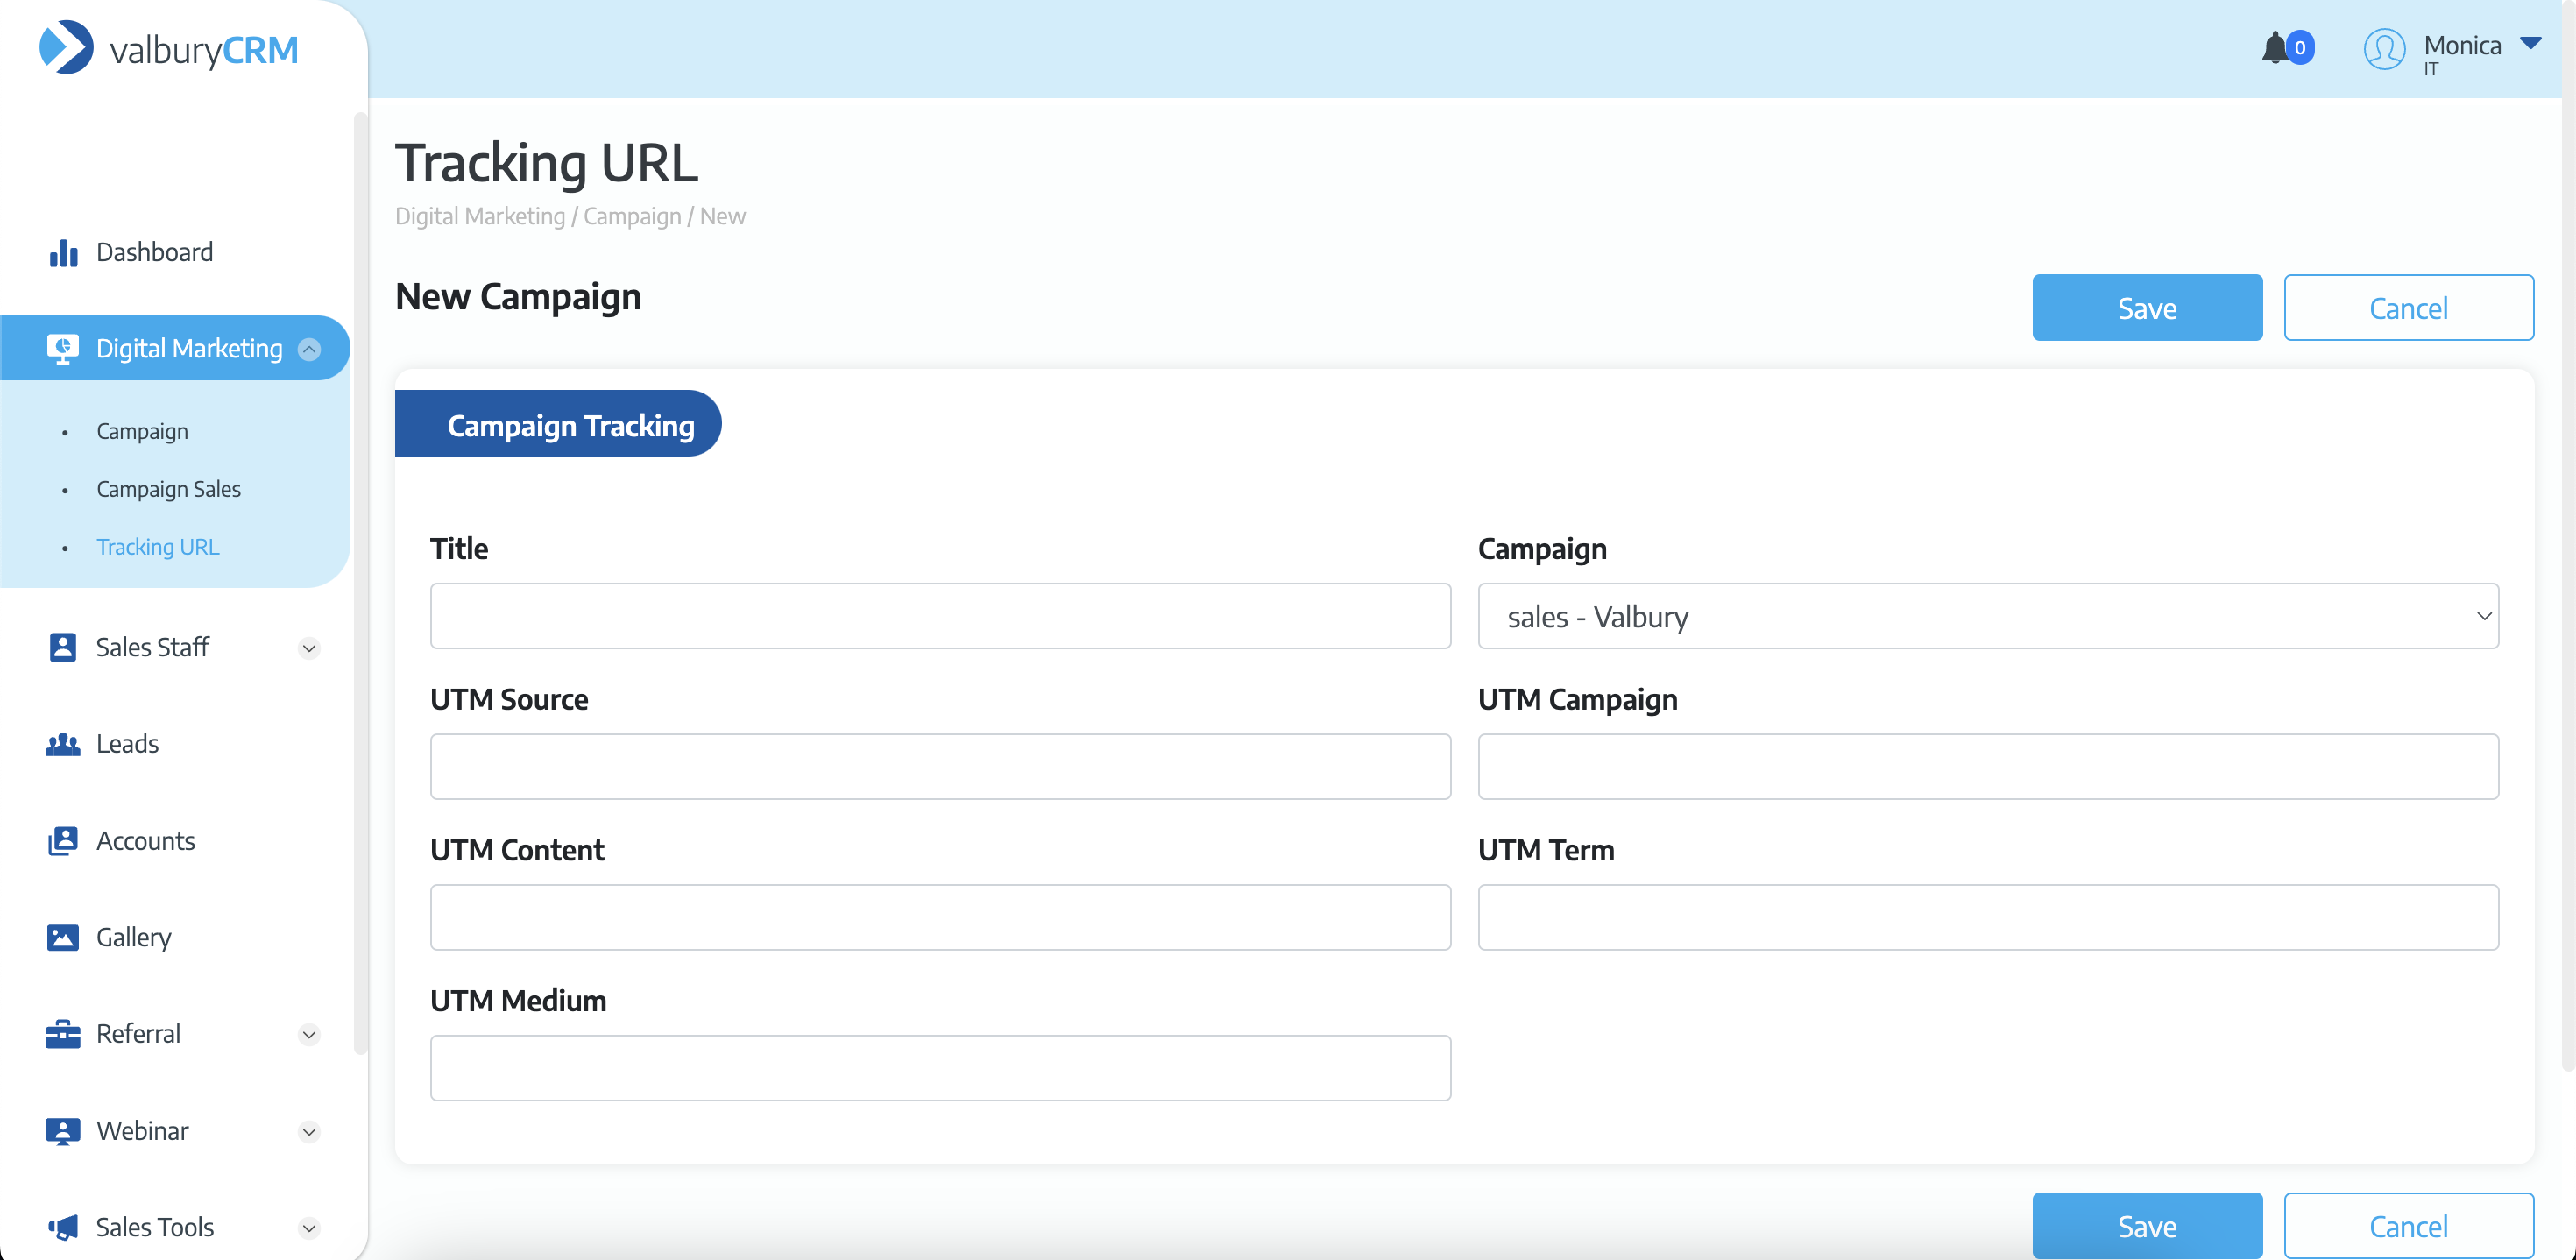 valburyCRM
0
Monica
IT
Dashboard
Digital Marketing
Campaign
Campaign Sales
Tracking URL
Sales Staff
Leads
Accounts
Gallery
Referral
Webinar
Sales Tools
Tracking URL
Digital Marketing / Campaign / New
New Campaign
Save
Cancel
Campaign Tracking
Title
Campaign
sales - Valbury
UTM Source
UTM Campaign
UTM Content
UTM Term
UTM Medium
Save
Cancel